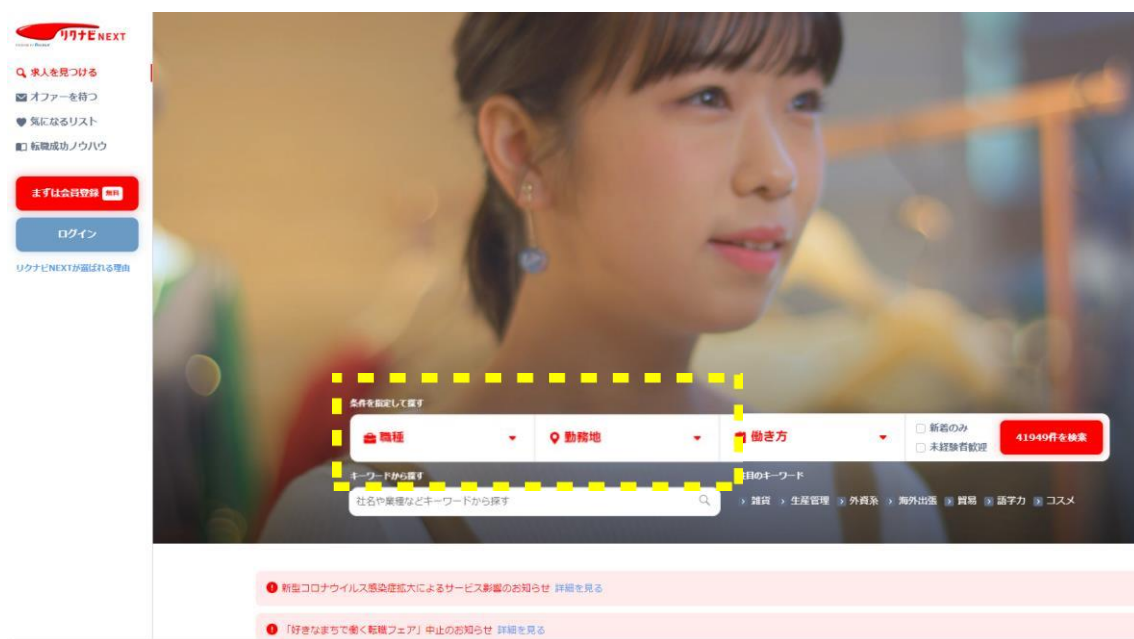 リクナビNEXT
求人を見つける
オファーを待つ
気になるリスト
転職成功ノウハウ
まずは会員登録 無料
ログイン
リクナビNEXTが選ばれる理由
条件を指定して探す
職種
勤務地
働き方
新着のみ
未経験者歓迎
41949件を検索
キーワードから探す
目のキーワード
社名や業種などキーワードから探す
雑貨 生産管理 外資系 海外出張 貿易 語学力 コスメ
新型コロナウイルス感染症拡大によるサービス影響のお知らせ 詳細を見る
「好きなまちで働く転職フェア」中止のお知らせ 詳細を見る